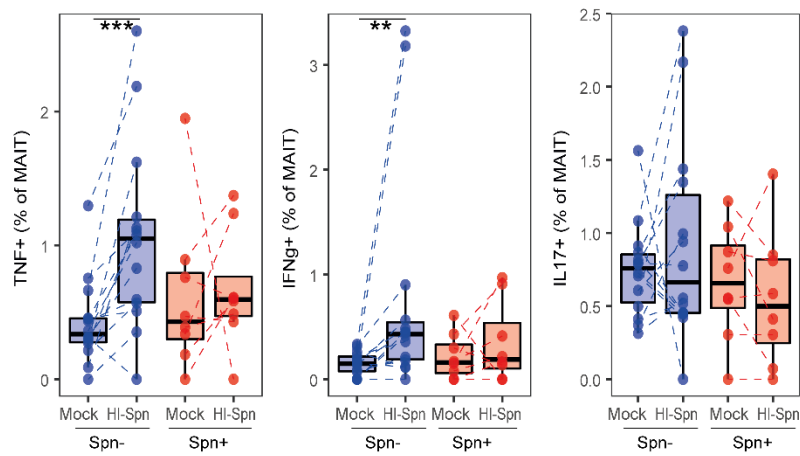 ***
TNF+ (% of MAIT)
2
1
0
Mock HI-Spn Mock HI-Spn
Spn- Spn+
**
IFNg+ (% of MAIT)
3
2
1
0
Mock HI-Spn Mock HI-Spn
Spn- Spn+
IL17+ (% of MAIT)
2.5
2.0
1.5
1.0
0.5
0.0
Mock HI-Spn Mock HI-Spn
Spn- Spn+